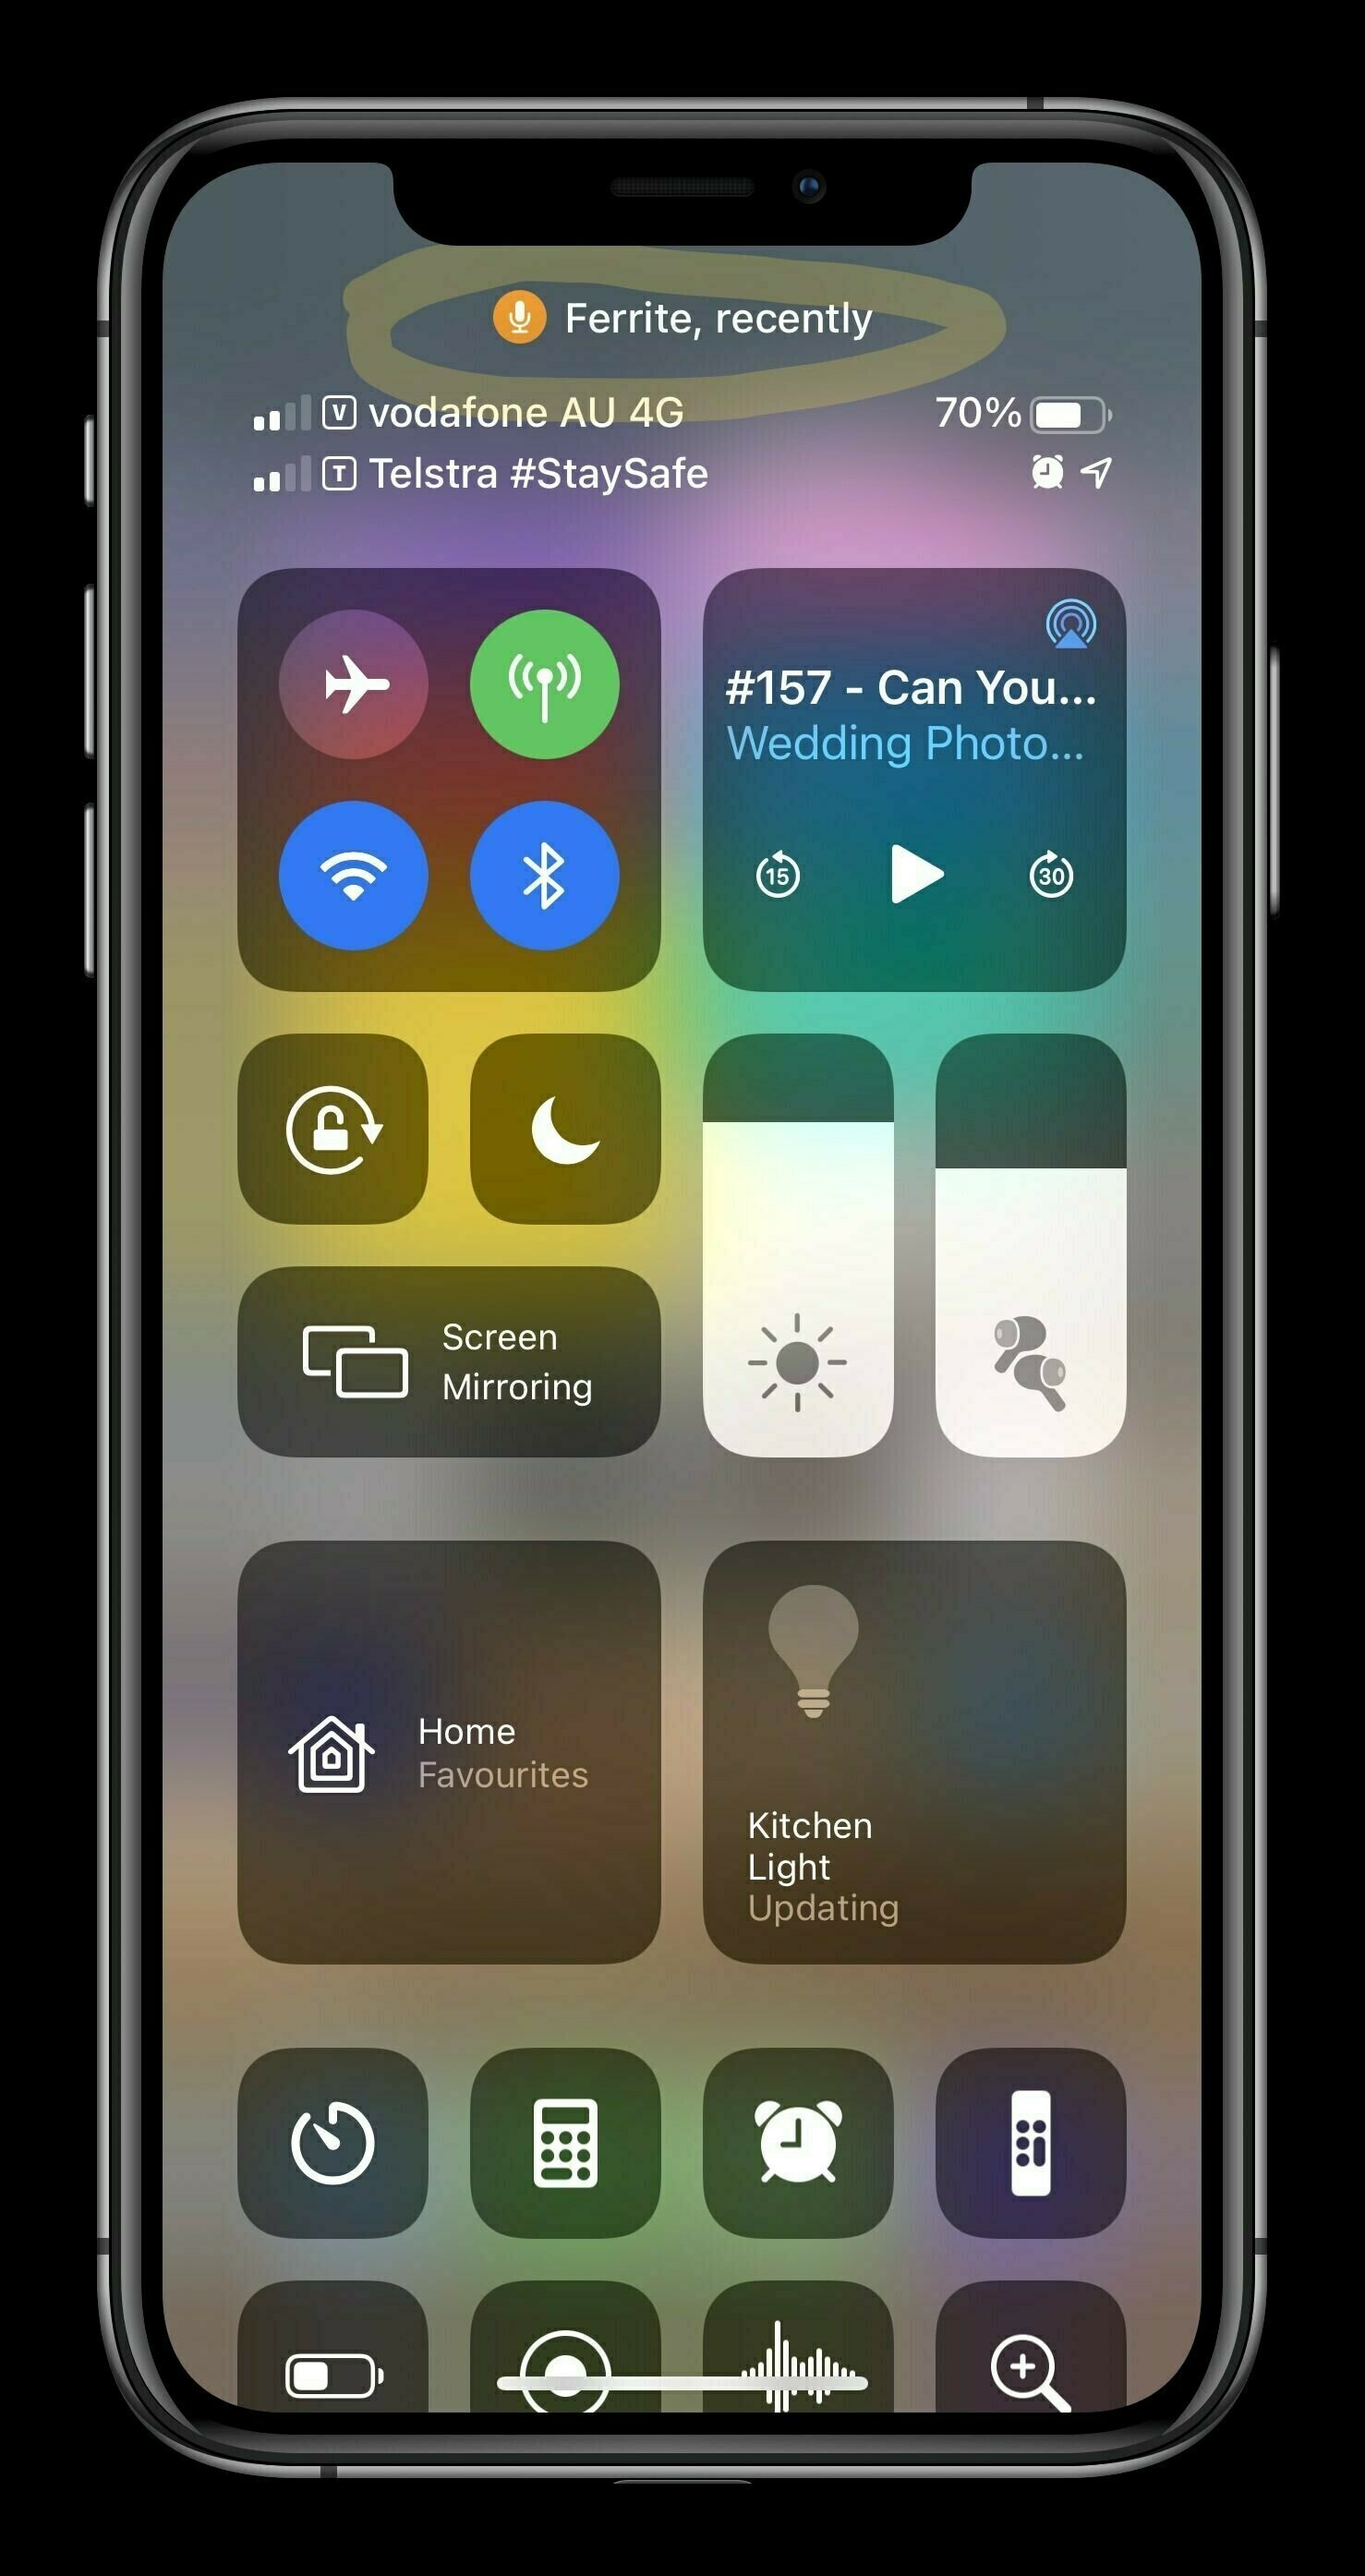 Ferrite, recently
V vodafone AU 4G
70%
T Telstra #StaySafe
#157 - Can You...
Wedding Photo...
15
30
Screen
Mirroring
Home
Favourites
Kitchen
Light
Updating